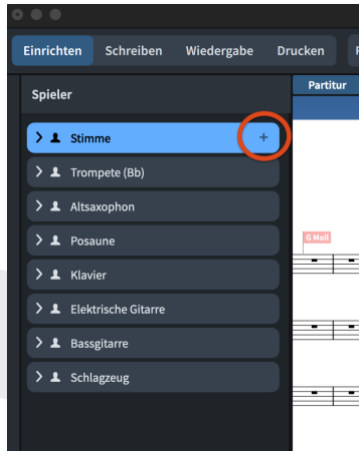 Einrichten Schreiben Wiedergabe Drucken
Spieler
Partitur
Stimme +
Trompete (Bb)
Altsaxophon
Posaune
G Moll
Klavier
Elektrische Gitarre
Bassgitarre
Schlagzeug